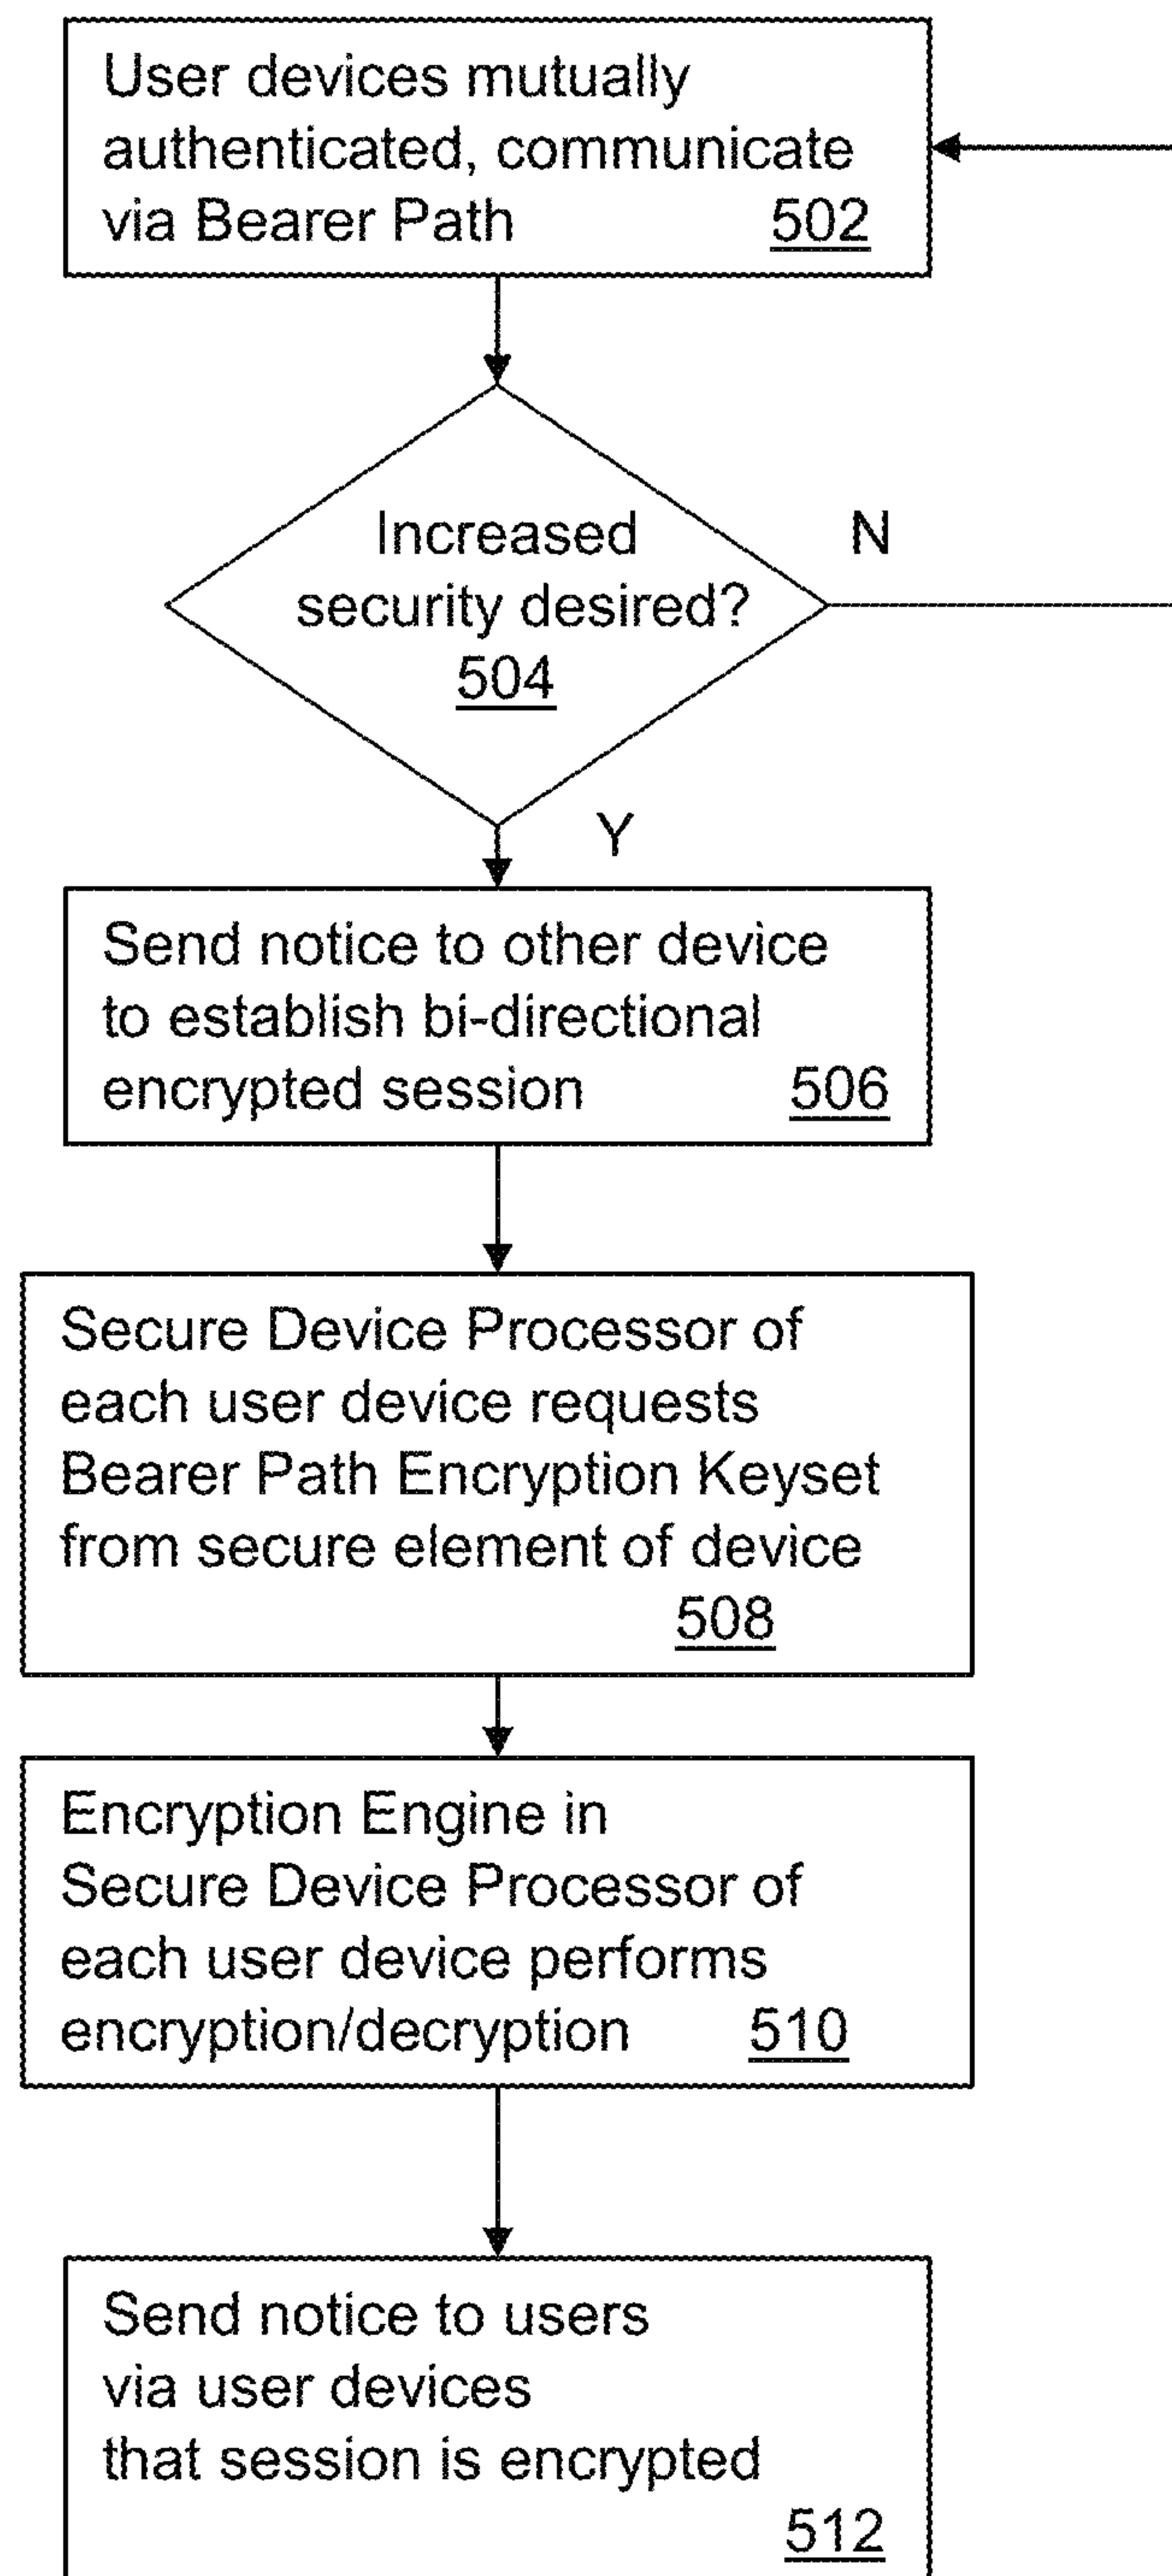 User devices mutually
authenticated, communicate
via Bearer Path 502
Increased
security desired?
504
N
Y
Send notice to other device
to establish bi-directional
encrypted session 506
Secure Device Processor of
each user device requests
Bearer Path Encryption Keyset
from secure element of device
508
Encryption Engine in
Secure Device Processor of
each user device performs
encryption/decryption 510
Send notice to users
via user devices
that session is encrypted
512